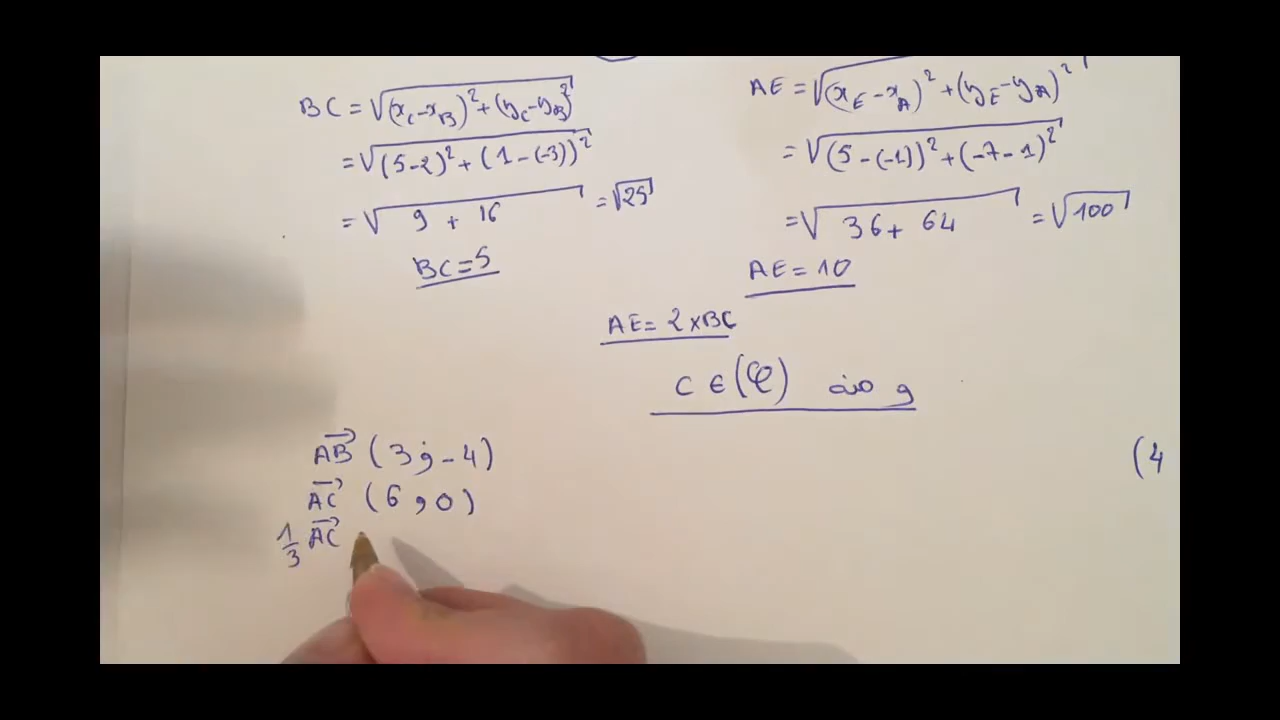 BC = √(x_C - x_B)² + (y_C - y_B)²
= √(5-2)² + (1-(-3))²
= √9 + 16 = √25
BC = 5
AE = √(x_E - x_A)² + (y_E - y_A)²
= √(5-(-1))² + (-7-1)²
= √36 + 64 = √100
AE = 10
AE = 2 × BC
و منه C ∈ (𝒞)
(4
AB→ (3 ; -4)
AC→ (6 , 0)
1/3 AC→